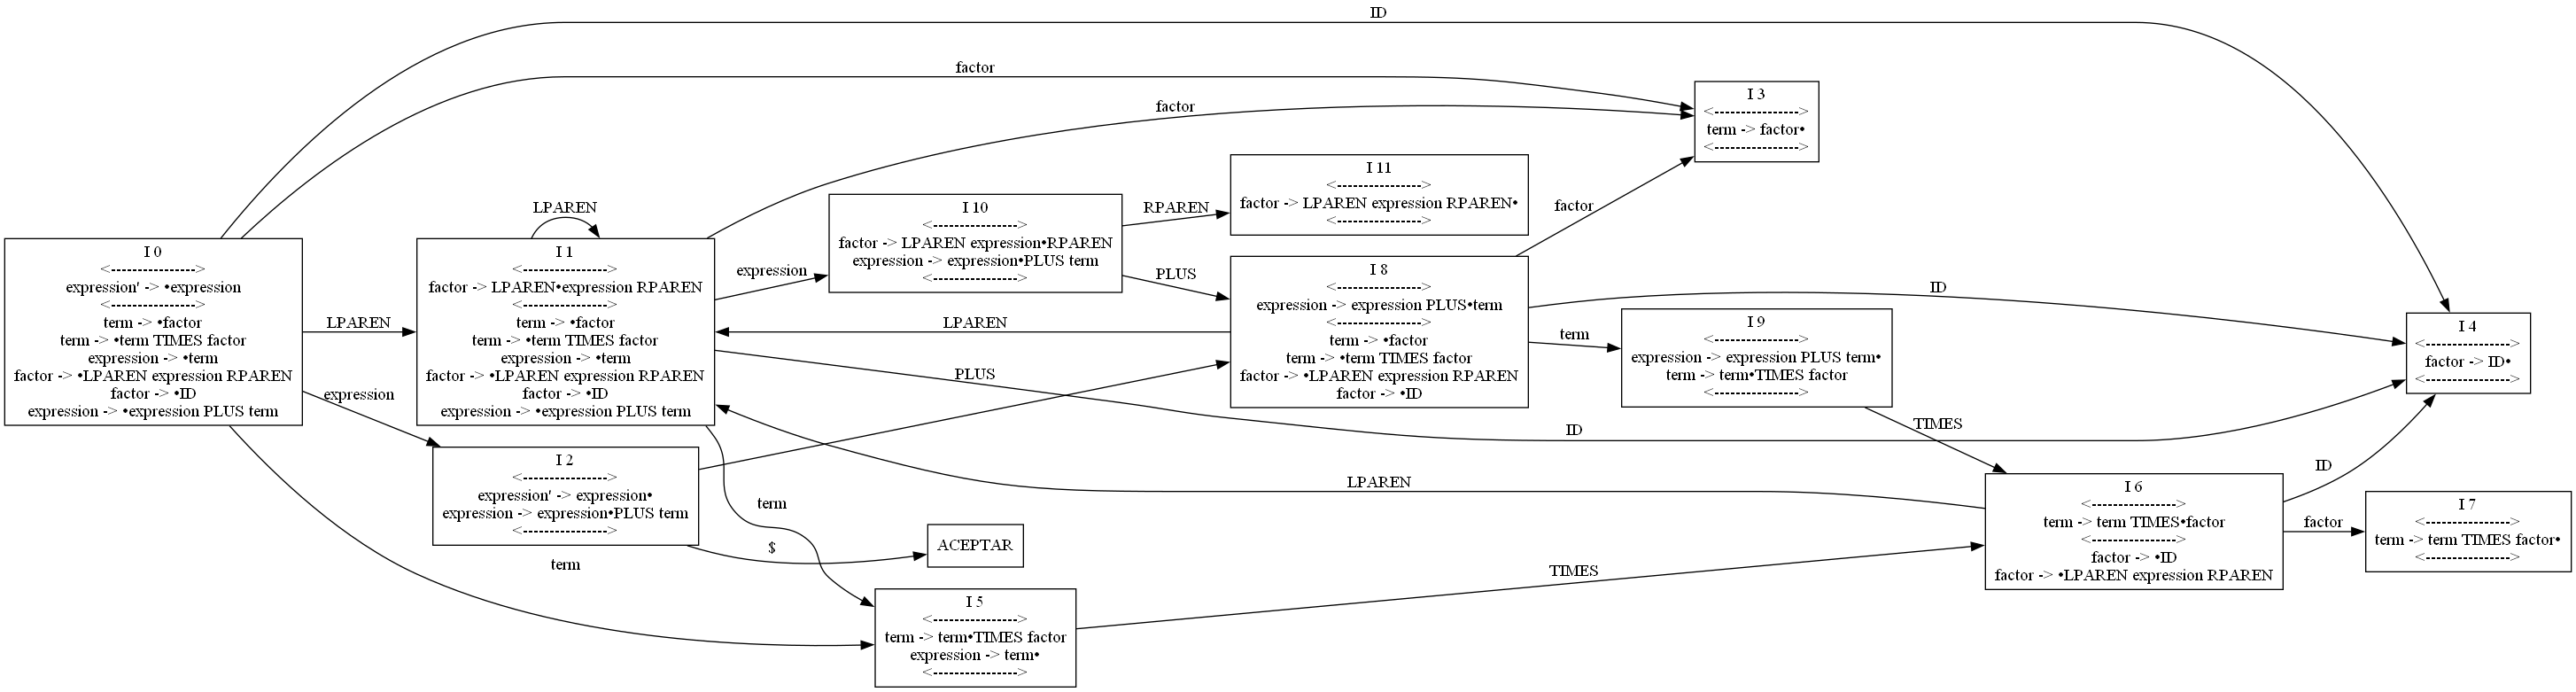 ID
factor
factor
I 3
<----------------->
term -> factor•
<----------------->
I 11
<----------------->
factor -> LPAREN expression RPAREN•
<----------------->
RPAREN
LPAREN
I 10
<----------------->
factor -> LPAREN expression•RPAREN
expression -> expression•PLUS term
<----------------->
factor
I 0
<----------------->
expression' -> •expression
<----------------->
term -> •factor
term -> •term TIMES factor
expression -> •term
factor -> •LPAREN expression RPAREN
factor -> •ID
expression -> •expression PLUS term
LPAREN
I 1
<----------------->
factor -> LPAREN•expression RPAREN
<----------------->
term -> •factor
term -> •term TIMES factor
expression -> •term
factor -> •LPAREN expression RPAREN
factor -> •ID
expression -> •expression PLUS term
expression
PLUS
I 8
<----------------->
expression -> expression PLUS•term
<----------------->
term -> •factor
term -> •term TIMES factor
factor -> •LPAREN expression RPAREN
factor -> •ID
ID
LPAREN
term
I 9
<----------------->
expression -> expression PLUS term•
term -> term•TIMES factor
<----------------->
I 4
<----------------->
factor -> ID•
<----------------->
PLUS
expression
ID
TIMES
I 2
<----------------->
expression' -> expression•
expression -> expression•PLUS term
<----------------->
LPAREN
term
ID
I 6
<----------------->
term -> term TIMES•factor
<----------------->
factor -> •ID
factor -> •LPAREN expression RPAREN
factor
I 7
<----------------->
term -> term TIMES factor•
<----------------->
$
ACEPTAR
term
TIMES
I 5
<----------------->
term -> term•TIMES factor
expression -> term•
<----------------->